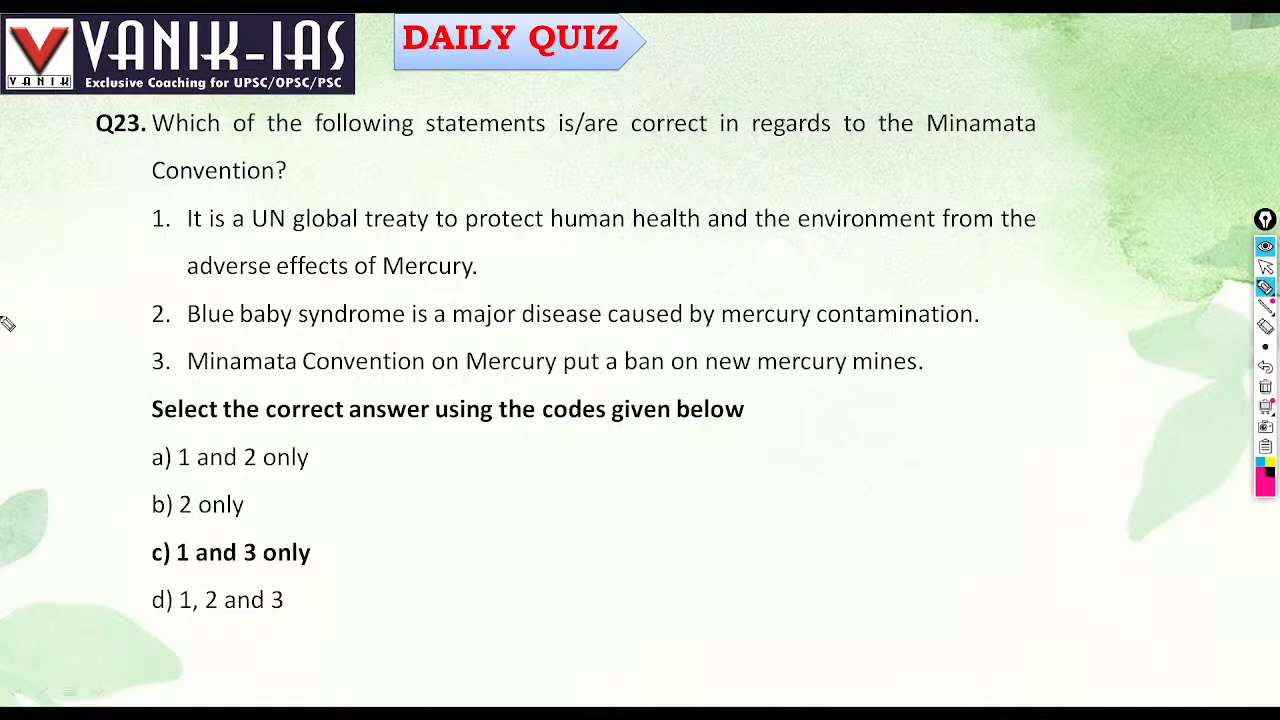 VANIK-IAS
VANIK
Exclusive Coaching for UPSC/OPSC/PSC
DAILY QUIZ
Q23. Which of the following statements is/are correct in regards to the Minamata
Convention?
1. It is a UN global treaty to protect human health and the environment from the
adverse effects of Mercury.
2. Blue baby syndrome is a major disease caused by mercury contamination.
3. Minamata Convention on Mercury put a ban on new mercury mines.
Select the correct answer using the codes given below
a) 1 and 2 only
b) 2 only
c) 1 and 3 only
d) 1, 2 and 3